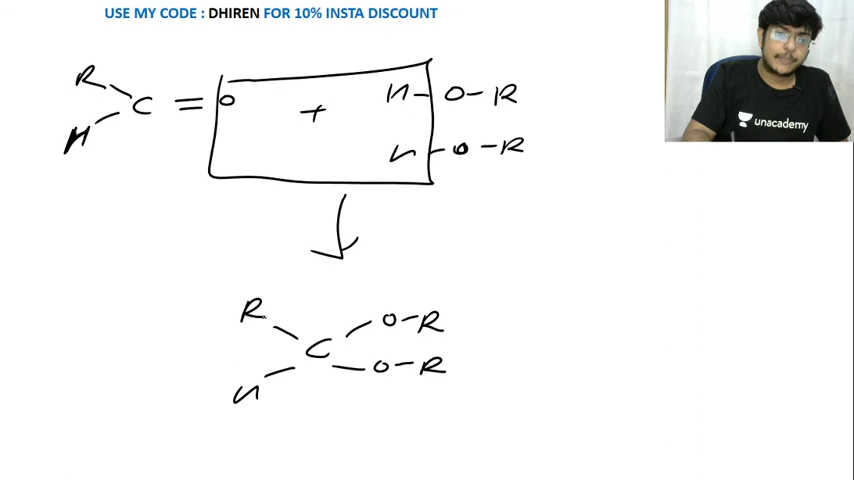 USE MY CODE : DHIREN FOR 10% INSTA DISCOUNT
unacademy
R
H
C = O + H - O - R
H - O - R
R
H
C
O - R
O - R